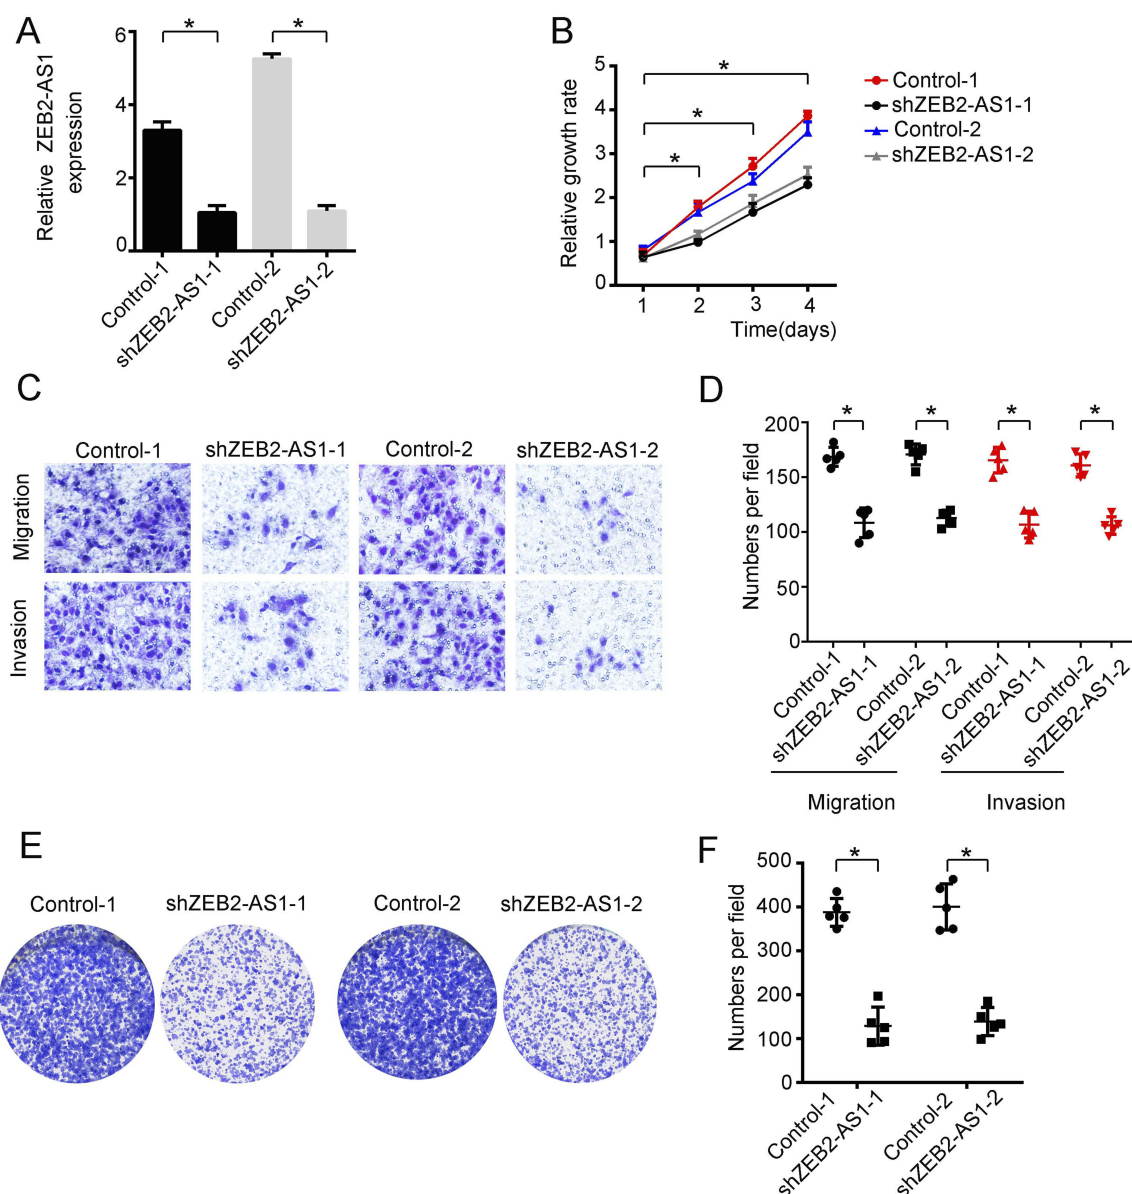 A
Relative ZEB2-AS1
expression
6
4
2
0
*
*
Control-1
shZEB2-AS1-1
Control-2
shZEB2-AS1-2
B
Relative growth rate
5
4
3
2
1
0
*
*
*
1 2 3 4
Time(days)
Control-1
shZEB2-AS1-1
Control-2
shZEB2-AS1-2
C
Control-1 shZEB2-AS1-1 Control-2 shZEB2-AS1-2
Migration
Invasion
D
Numbers per field
200
150
100
50
0
* * * *
Control-1
shZEB2-AS1-1
Control-2
shZEB2-AS1-2
Control-1
shZEB2-AS1-1
Control-2
shZEB2-AS1-2
Migration Invasion
E
Control-1 shZEB2-AS1-1 Control-2 shZEB2-AS1-2
F
Numbers per field
500
400
300
200
100
0
* *
Control-1
shZEB2-AS1-1
Control-2
shZEB2-AS1-2